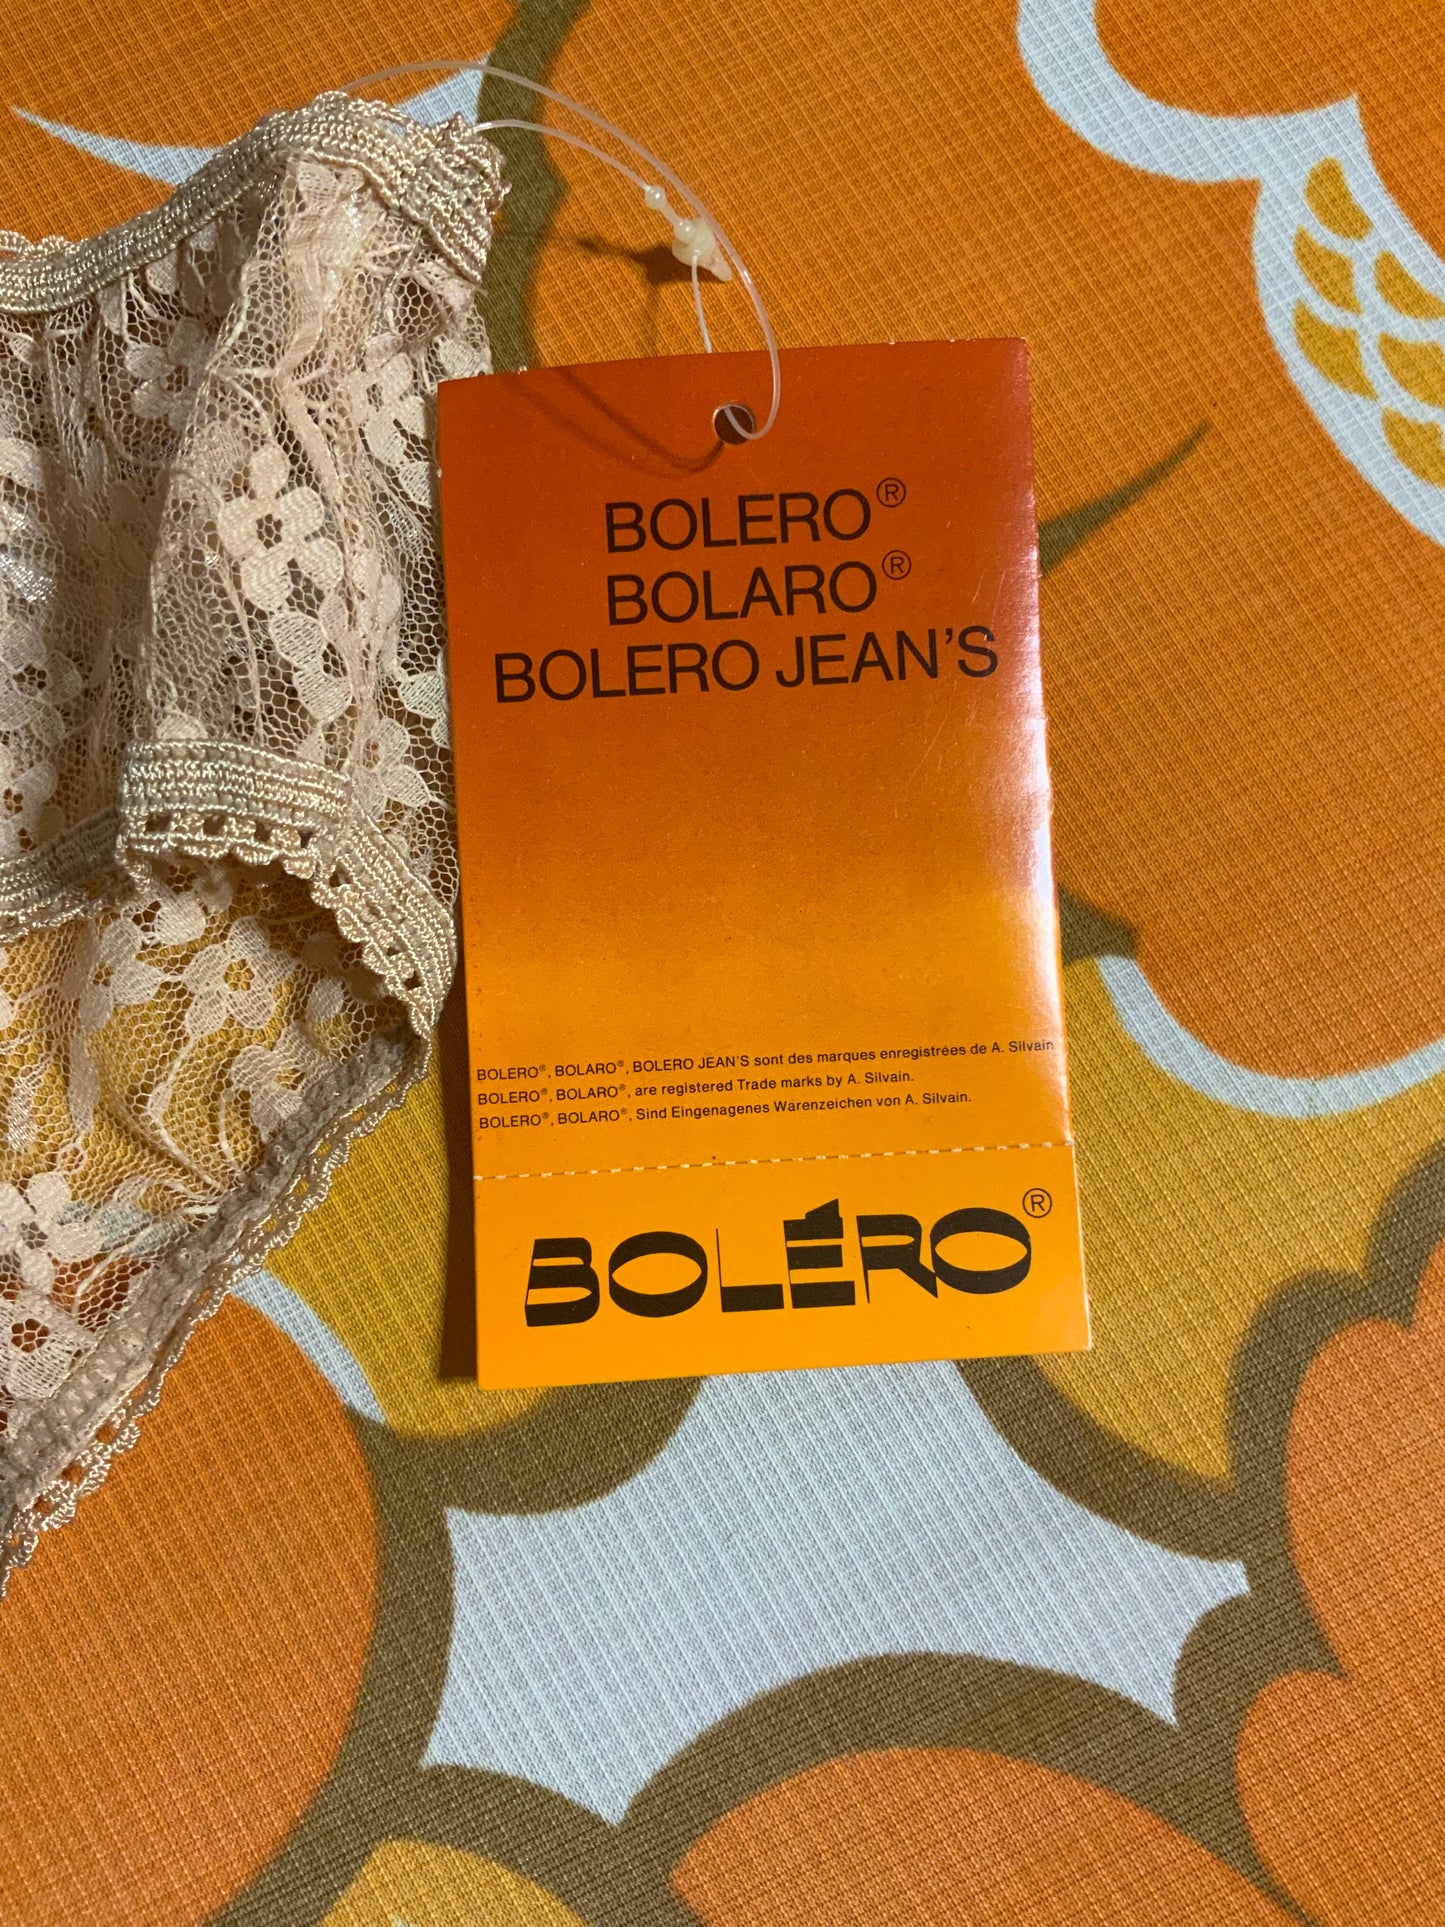 BOLERO®
BOLARO®
BOLERO JEAN'S
BOLERO®, BOLARO®, BOLERO JEAN'S sont des marques enregistrées de A. Silvain
BOLERO®, BOLARO®, are registered Trade marks by A. Silvain.
BOLERO®, BOLARO®, Sind Eingenagenes Warenzeichen von A. Silvain.
BOLÉRO®